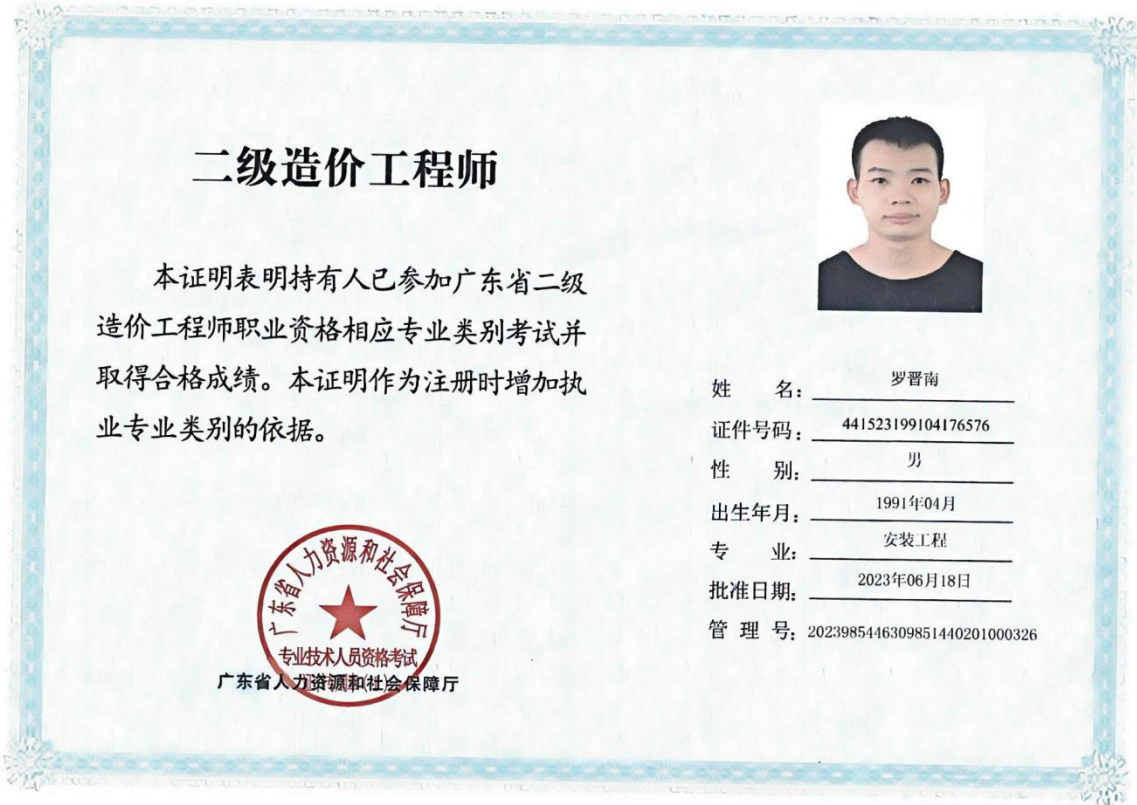 二级造价工程师
本证明表明持有人已参加广东省二级
造价工程师职业资格相应专业类别考试并
取得合格成绩。本证明作为注册时增加执
业专业类别的依据。
广东省人力资源和社会保障厅
专业技术人员资格考试
广东省人力资源和社会保障厅
姓 名：罗晋南
证件号码：441523199104176576
性 别：男
出生年月：1991年04月
专 业：安装工程
批准日期：2023年06月18日
管 理 号：2023985446309851440201000326